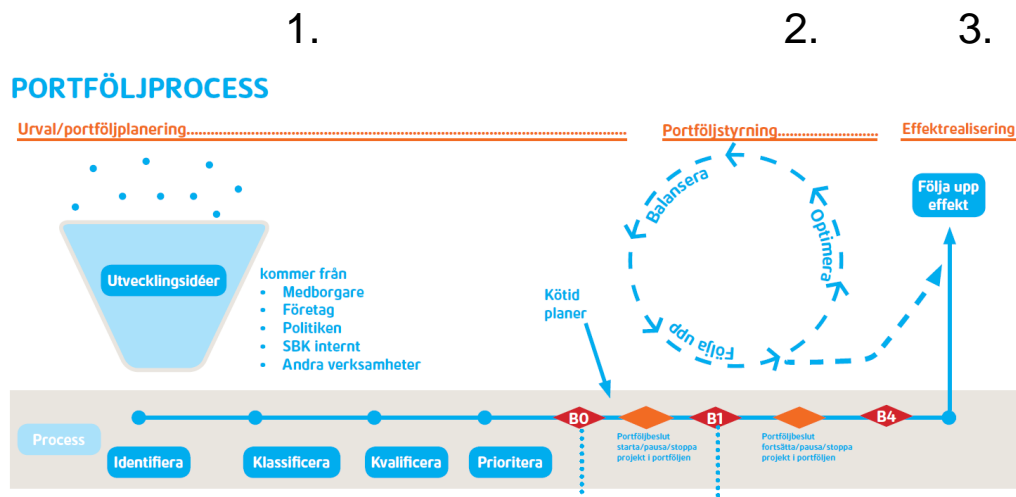 1.
2.
3.
PORTFÖLJPROCESS
Urval/portföljplanering
Portföljstyrning
Effektrealisering
Utvecklingsidéer
kommer från
• Medborgare
• Företag
• Politiken
• SBK internt
• Andra verksamheter
Kötid
planer
Balansera
Optimera
Följa upp
Följa upp
effekt
Process
Identifiera
Klassificera
Kvalificera
Prioritera
B0
Portföljbeslut
starta/pausa/stoppa
projekt i portföljen
B1
Portföljbeslut
fortsätta/pausa/stoppa
projekt i portföljen
B4